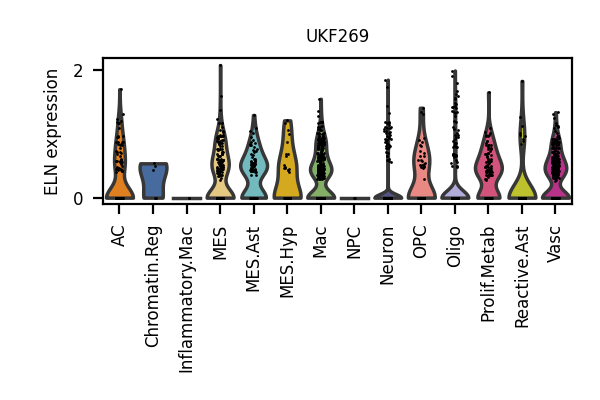 UKF269
ELN expression
2
0
AC
Chromatin.Reg
Inflammatory.Mac
MES
MES.Ast
MES.Hyp
Mac
NPC
Neuron
OPC
Oligo
Prolif.Metab
Reactive.Ast
Vasc